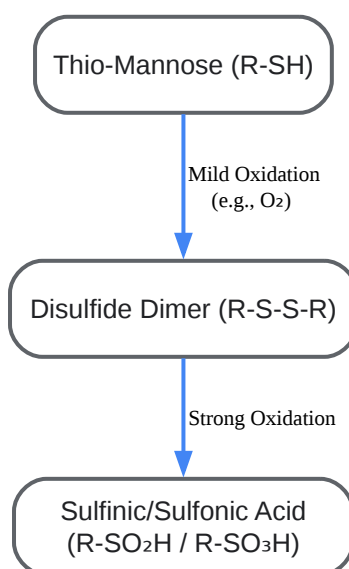 Thio-Mannose (R-SH)
Mild Oxidation
(e.g., O₂)
Disulfide Dimer (R-S-S-R)
Strong Oxidation
Sulfinic/Sulfonic Acid
(R-SO₂H / R-SO₃H)